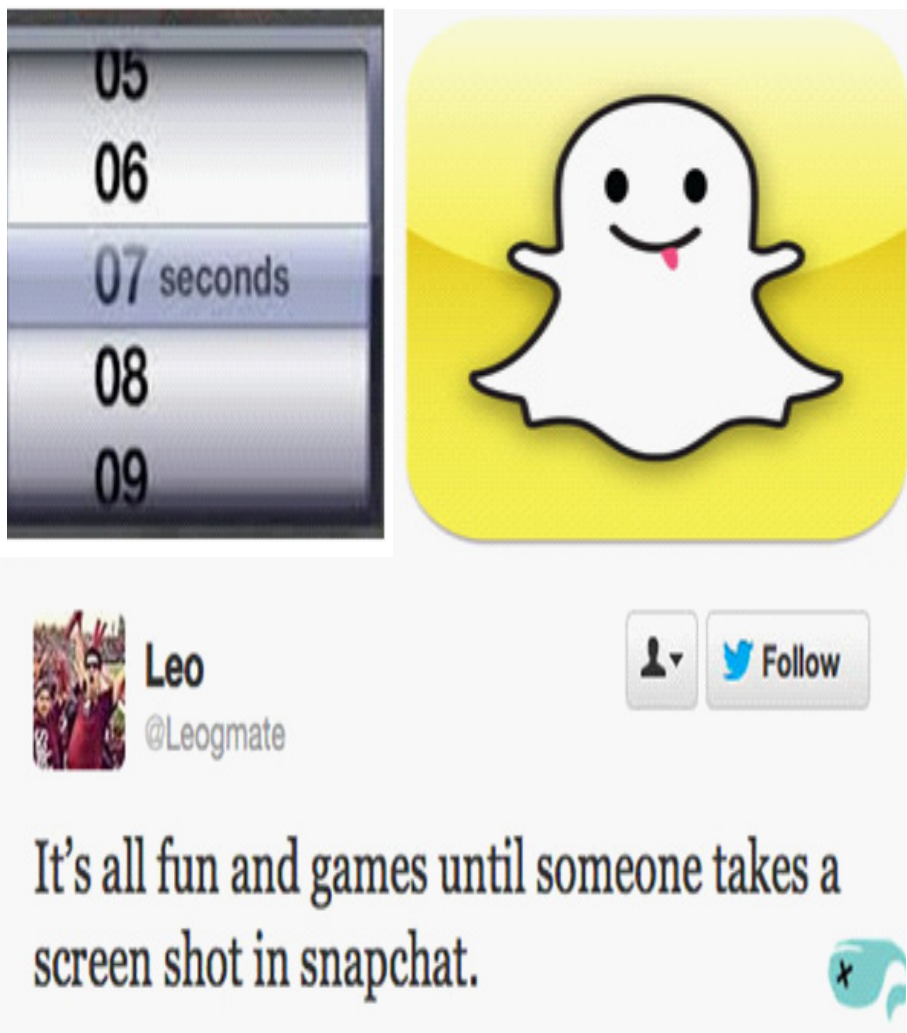 05
06
07 seconds
08
09
Leo
@Leogmate
Follow
It's all fun and games until someone takes a
screen shot in snapchat.